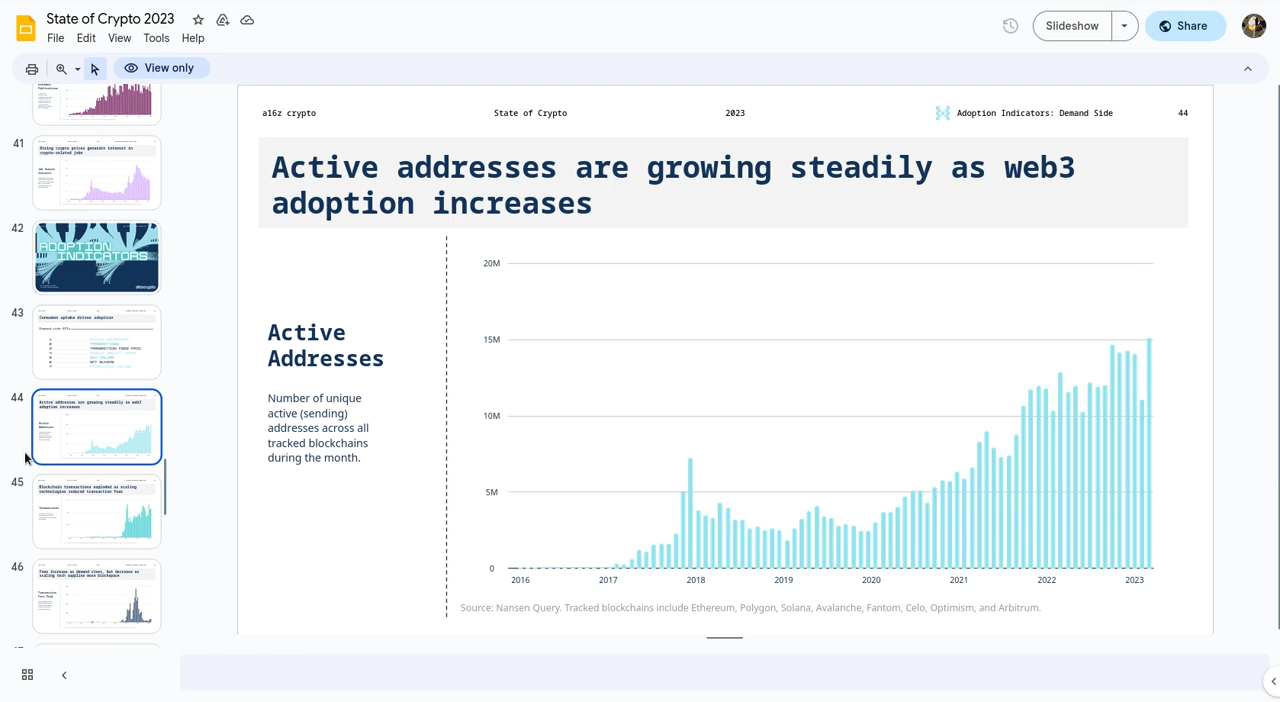 State of Crypto 2023
File Edit View Tools Help
Slideshow
Share
View only
41
Rising crypto prices generate interest in
crypto-related jobs
42
ADOPTION
INDICATORS
43
Consumer uptake drives adoption
44
Active addresses are growing steadily as web3
adoption increases
Active
Addresses
45
Blockchain transactions exploded as scaling
technologies reduced transaction fees
Transactions
46
Fees increase as demand rises, but decrease as
scaling tech supplies more blockspace
Transaction
Fees Paid
a16z crypto
State of Crypto
2023
Adoption Indicators: Demand Side
44
Active addresses are growing steadily as web3
adoption increases
Active
Addresses
Number of unique
active (sending)
addresses across all
tracked blockchains
during the month.
20M
15M
10M
5M
0
2016 2017 2018 2019 2020 2021 2022 2023
Source: Nansen Query. Tracked blockchains include Ethereum, Polygon, Solana, Avalanche, Fantom, Celo, Optimism, and Arbitrum.